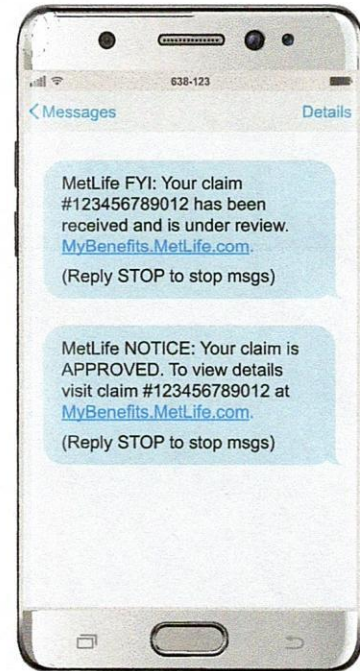 638-123
Messages
Details
MetLife FYI: Your claim
#123456789012 has been
received and is under review.
MyBenefits.MetLife.com.
(Reply STOP to stop msgs)
MetLife NOTICE: Your claim is
APPROVED. To view details
visit claim #123456789012 at
MyBenefits.MetLife.com.
(Reply STOP to stop msgs)